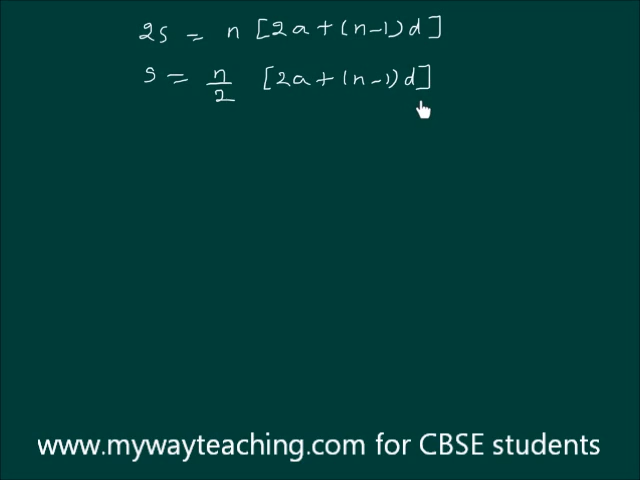 2s = n [2a+(n-1)d]
s = n/2 [2a+(n-1)d]
www.mywayteaching.com for CBSE students